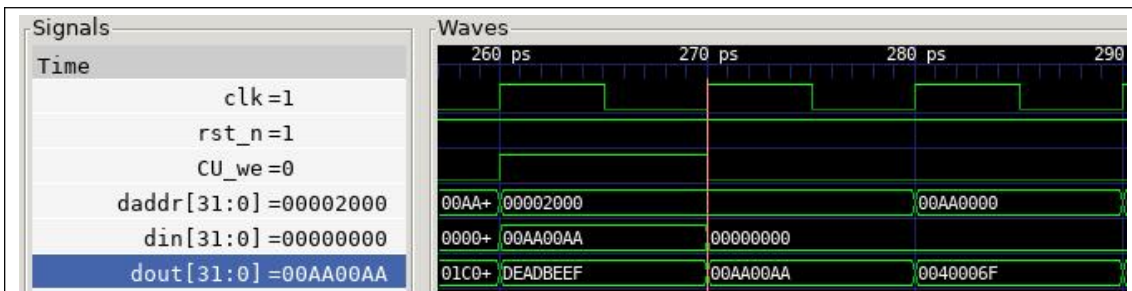 Signals
Time
clk=1
rst_n=1
CU_we=0
daddr[31:0]=00002000
din[31:0]=00000000
dout[31:0]=00AA00AA
Waves
260 ps 270 ps 280 ps 290
00AA+ 00002000 00AA0000
0000+ 00AA00AA 00000000
01C0+ DEADBEEF 00AA00AA 0040006F